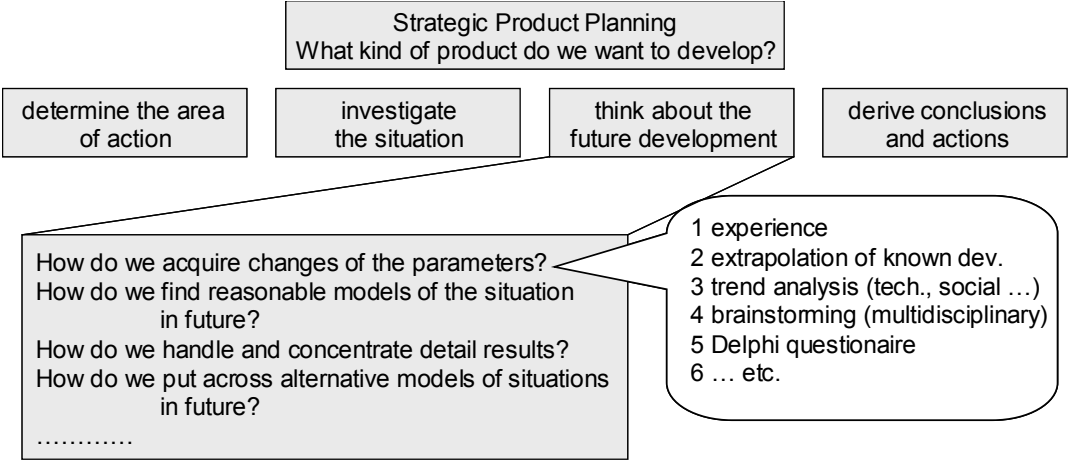 Strategic Product Planning
What kind of product do we want to develop?
determine the area
of action
investigate
the situation
think about the
future development
derive conclusions
and actions
How do we acquire changes of the parameters?
How do we find reasonable models of the situation
in future?
How do we handle and concentrate detail results?
How do we put across alternative models of situations
in future?
…………
1 experience
2 extrapolation of known dev.
3 trend analysis (tech., social …)
4 brainstorming (multidisciplinary)
5 Delphi questionaire
6 … etc.